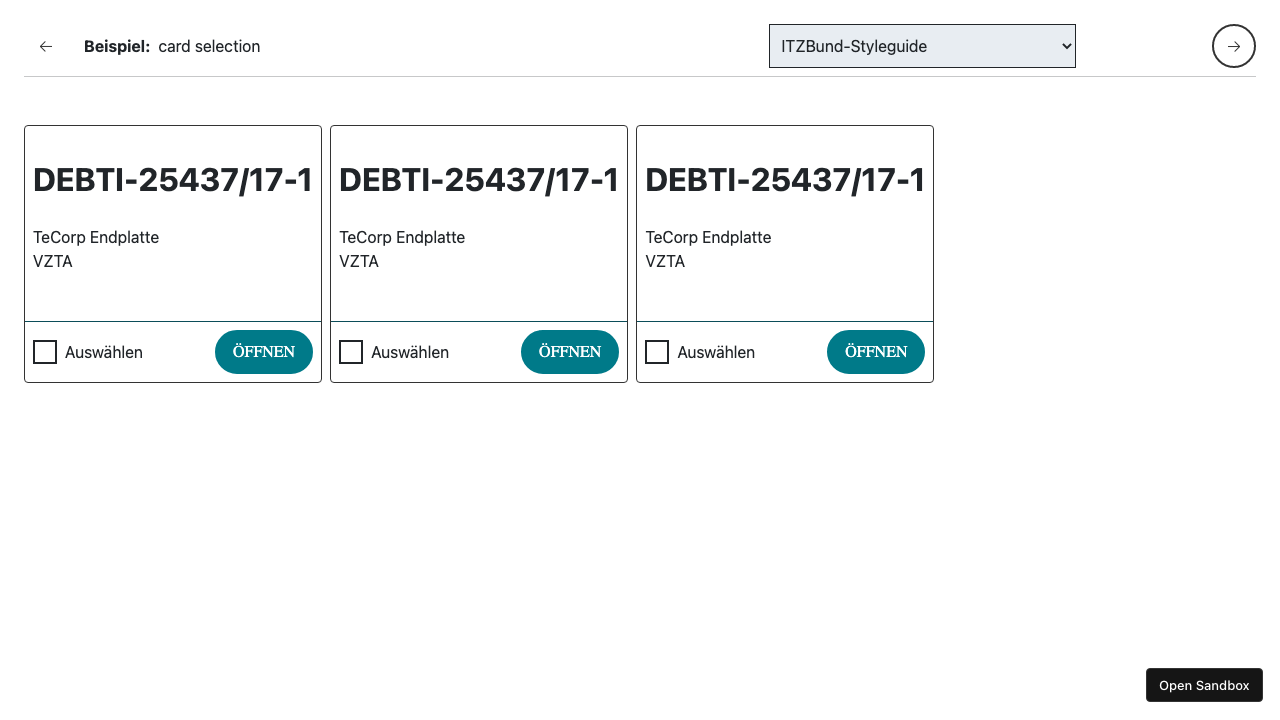 Beispiel: card selection
ITZBund-Styleguide
DEBTI-25437/17-1
TeCorp Endplatte
VZTA
Auswählen
ÖFFNEN
DEBTI-25437/17-1
TeCorp Endplatte
VZTA
Auswählen
ÖFFNEN
DEBTI-25437/17-1
TeCorp Endplatte
VZTA
Auswählen
ÖFFNEN
Open Sandbox